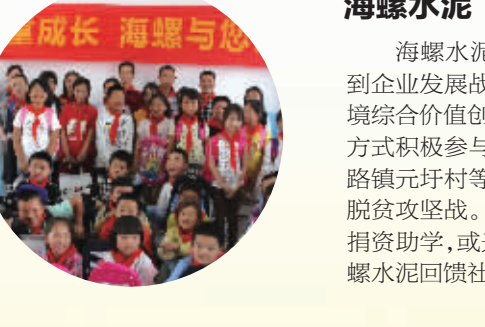 童成长 海螺与您
海螺水泥
海螺水泥
到企业发展战
境综合价值创
方式积极参与
路镇元圩村等
脱贫攻坚战。
捐资助学,或
螺水泥回馈社